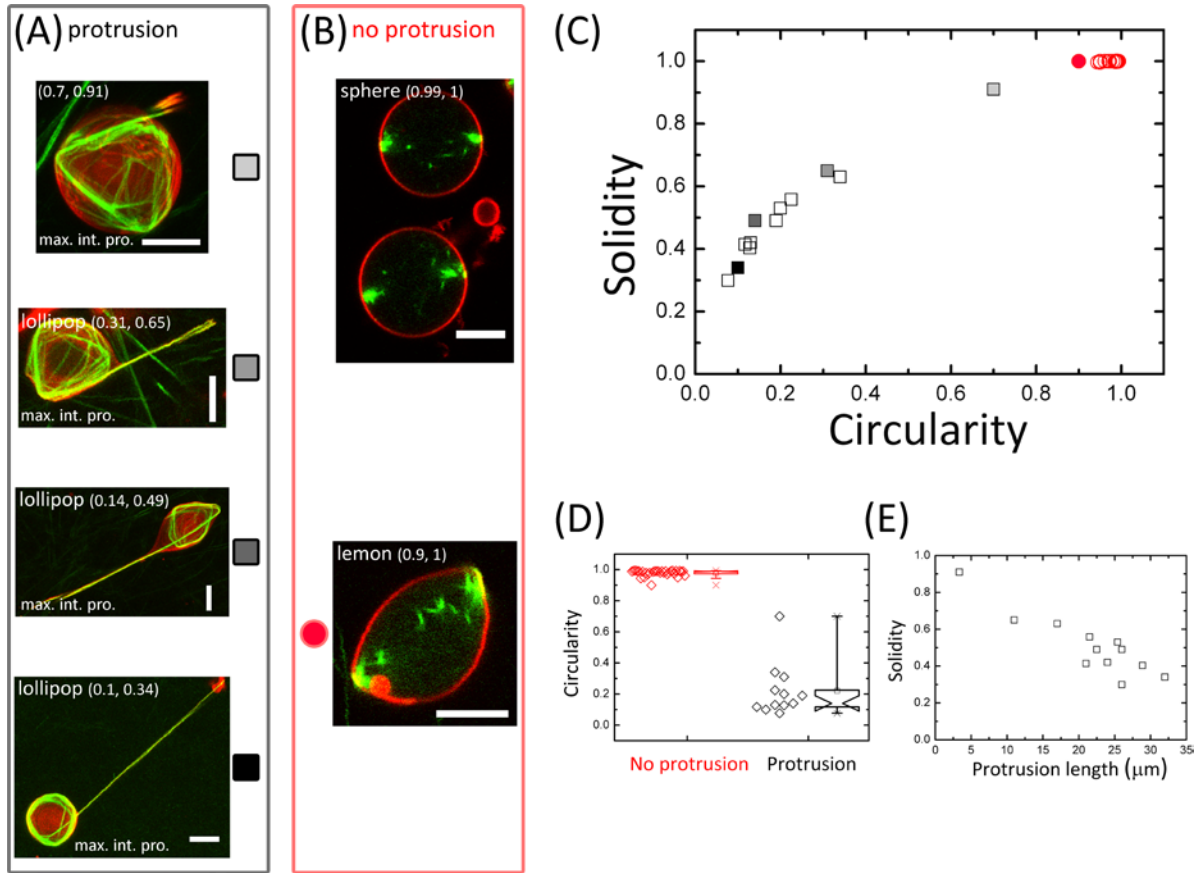 (A) protrusion
(0.7, 0.91)
max. int. pro.
lollipop (0.31, 0.65)
max. int. pro.
lollipop (0.14, 0.49)
max. int. pro.
lollipop (0.1, 0.34)
max. int. pro.
(B) no protrusion
sphere (0.99, 1)
lemon (0.9, 1)
(C)
Solidity
1.0
0.8
0.6
0.4
0.2
0.0
0.0 0.2 0.4 0.6 0.8 1.0
Circularity
(D)
Circularity
1.0
0.8
0.6
0.4
0.2
0.0
No protrusion Protrusion
(E)
Solidity
1.0
0.8
0.6
0.4
0.2
0.0
0 5 10 15 20 25 30 35
Protrusion length (μm)